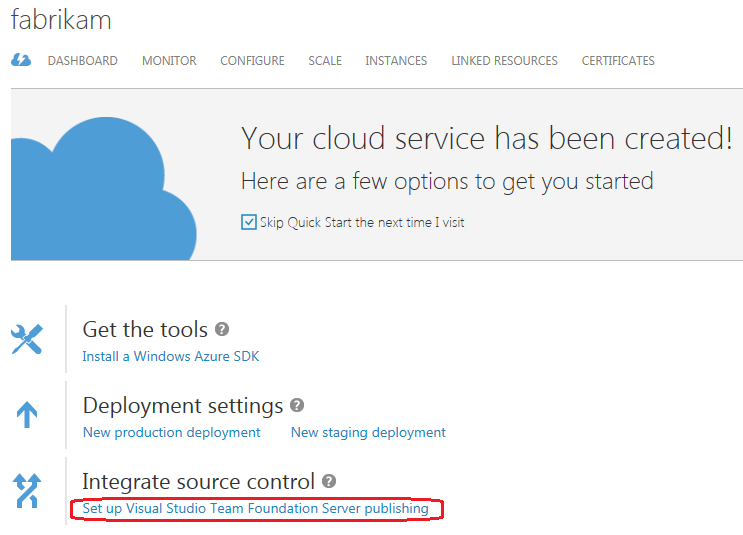 fabrikam
DASHBOARD MONITOR CONFIGURE SCALE INSTANCES LINKED RESOURCES CERTIFICATES
Your cloud service has been created!
Here are a few options to get you started
Skip Quick Start the next time I visit
Get the tools ?
Install a Windows Azure SDK
Deployment settings ?
New production deployment New staging deployment
Integrate source control ?
Set up Visual Studio Team Foundation Server publishing